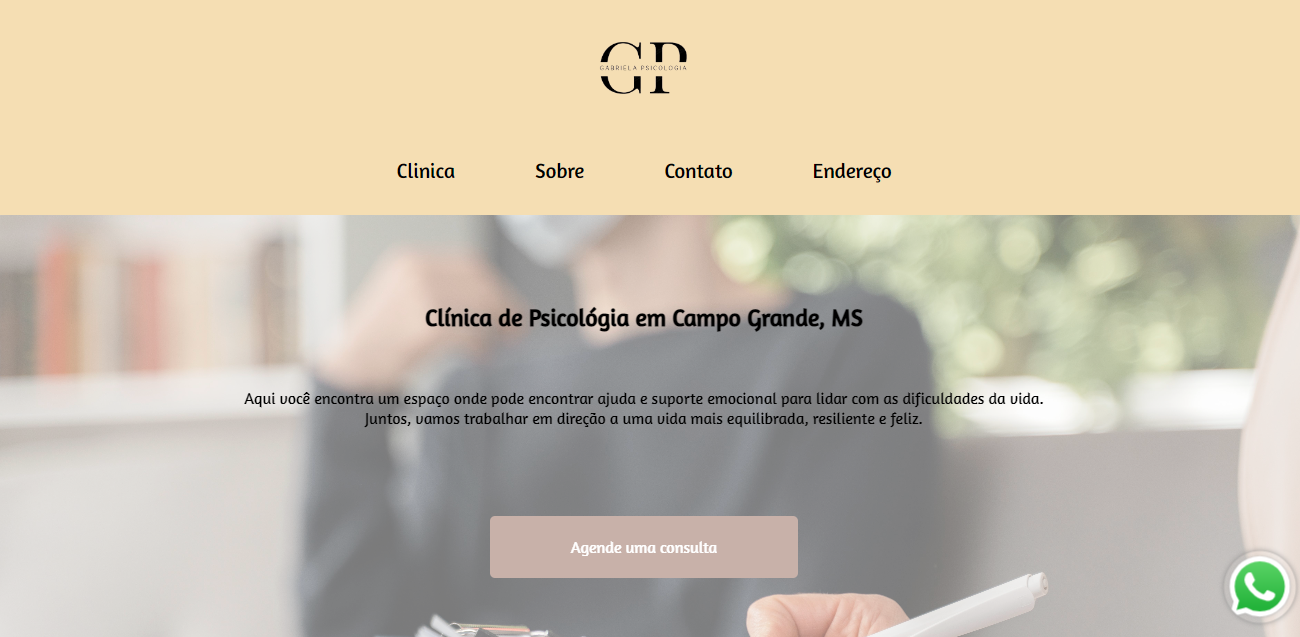 GP
GABRIELA PSICOLOGIA
Clinica Sobre Contato Endereço
Clínica de Psicológia em Campo Grande, MS
Aqui você encontra um espaço onde pode encontrar ajuda e suporte emocional para lidar com as dificuldades da vida.
Juntos, vamos trabalhar em direção a uma vida mais equilibrada, resiliente e feliz.
Agende uma consulta